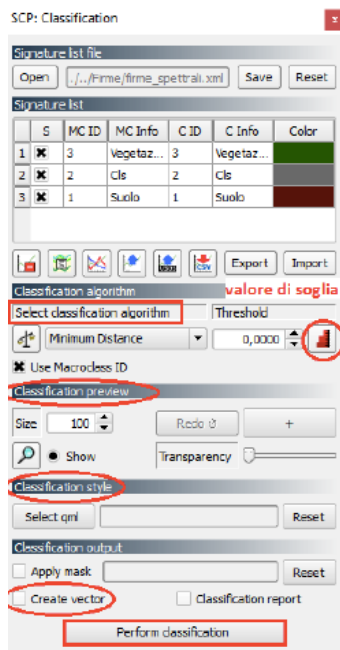 SCP: Classification
x
Signature list file
Open ./../Firme/firme_spettrali.xml Save Reset
Signature list
S MC ID MC Info C ID C Info Color
1 3 Vegetaz... 3 Vegetaz...
2 2 Cls 2 Cls
3 1 Suolo 1 Suolo
CSV Export Import
Classification algorithm valore di soglia
Select classification algorithm Threshold
Minimum Distance 0,0000
Use Macroclass ID
Classification preview
Size 100 Redo +
Show Transparency
Classification style
Select qml Reset
Classification output
Apply mask Reset
Create vector Classification report
Perform classification